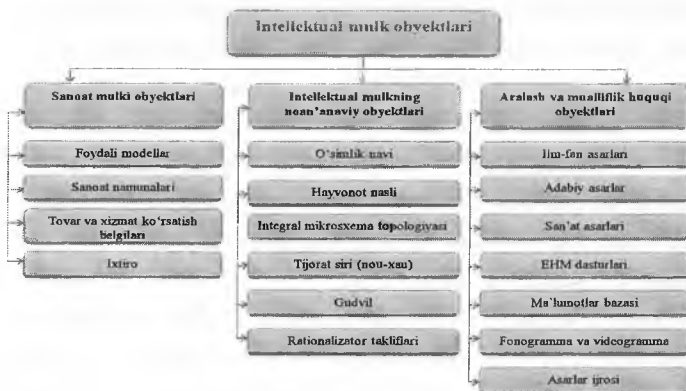 Intellektual mulk obyektlari
Sanoat mulki obyektlari
Foydali modellar
Sanoat namunalari
Tovar va xizmat ko'rsatish
belgilari
Ixtiro
Intellektual mulkning
noan'anaviy obyektlari
O'simlik navi
Hayvonot nasli
Integral mikrosxema topologiyasi
Tijorat siri (nou-xau)
Gudvil
Rationalizator takliflari
Aralash va mualliflik huquqi
obyektlari
Ilm-fan asarlari
Adabiy asarlar
San'at asarlari
EHM dasturlari
Ma'lumotlar bazasi
Fonogramma va videogramma
Asarlar ijrosi